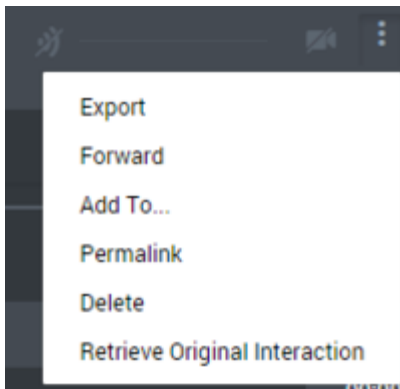 Export
Forward
Add To...
Permalink
Delete
Retrieve Original Interaction